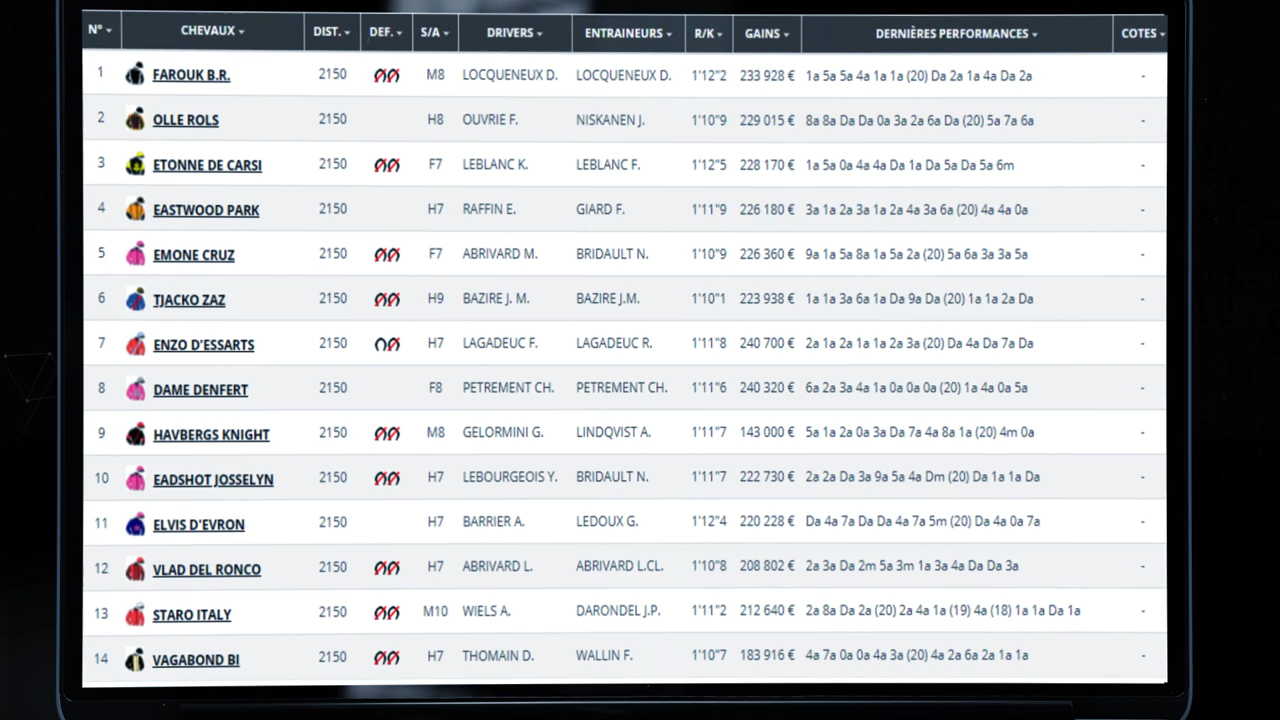 N° CHEVAUX DIST. DEF. S/A DRIVERS ENTRAINEURS R/K GAINS DERNIÈRES PERFORMANCES COTES
1 FAROUK B.R. 2150 M8 LOCQUENEUX D. LOCQUENEUX D. 1'12"2 233 928 € 1a 5a 5a 4a 1a 1a (20) Da 2a 1a 4a Da 2a -
2 OLLE ROLS 2150 H8 OUVRIE F. NISKANEN J. 1'10"9 229 015 € 8a 8a Da Da 0a 3a 2a 6a Da (20) 5a 7a 6a -
3 ETONNE DE CARSI 2150 F7 LEBLANC K. LEBLANC F. 1'12"5 228 170 € 1a 5a 0a 4a 4a Da 1a Da 5a Da 5a 6m -
4 EASTWOOD PARK 2150 H7 RAFFIN E. GIARD F. 1'11"9 226 180 € 3a 1a 2a 3a 1a 2a 4a 3a 6a (20) 4a 4a 0a -
5 EMONE CRUZ 2150 F7 ABRIVARD M. BRIDAULT N. 1'10"9 226 360 € 9a 1a 5a 8a 1a 5a 2a (20) 5a 6a 3a 3a 5a -
6 TJACKO ZAZ 2150 H9 BAZIRE J. M. BAZIRE J.M. 1'10"1 223 938 € 1a 1a 3a 6a 1a Da 9a Da (20) 1a 1a 2a Da -
7 ENZO D'ESSARTS 2150 H7 LAGADEUC F. LAGADEUC R. 1'11"8 240 700 € 2a 1a 2a 1a 1a 2a 3a (20) Da 4a Da 7a Da -
8 DAME DENFERT 2150 F8 PETREMENT CH. PETREMENT CH. 1'11"6 240 320 € 6a 2a 3a 4a 1a 0a 0a 0a (20) 1a 4a 0a 5a -
9 HAVBERGS KNIGHT 2150 M8 GELORMINI G. LINDQVIST A. 1'11"7 143 000 € 5a 1a 2a 0a 3a Da 7a 4a 8a 1a (20) 4m 0a -
10 EADSHOT JOSSELYN 2150 H7 LEBOURGEOIS Y. BRIDAULT N. 1'11"7 222 730 € 2a 2a Da 3a 9a 5a 4a Dm (20) Da 1a 1a Da -
11 ELVIS D'EVRON 2150 H7 BARRIER A. LEDOUX G. 1'12"4 220 228 € Da 4a 7a Da Da 4a 7a 5m (20) Da 4a 0a 7a -
12 VLAD DEL RONCO 2150 H7 ABRIVARD L. ABRIVARD L.CL. 1'10"8 208 802 € 2a 3a Da 2m 5a 3m 1a 3a 4a Da Da 3a -
13 STARO ITALY 2150 M10 WIELS A. DARONDEL J.P. 1'11"2 212 640 € 2a 8a Da 2a (20) 2a 4a 1a (19) 4a (18) 1a 1a Da 1a -
14 VAGABOND BI 2150 H7 THOMAIN D. WALLIN F. 1'10"7 183 916 € 4a 7a 0a 0a 4a 3a (20) 4a 2a 6a 2a 1a 1a -